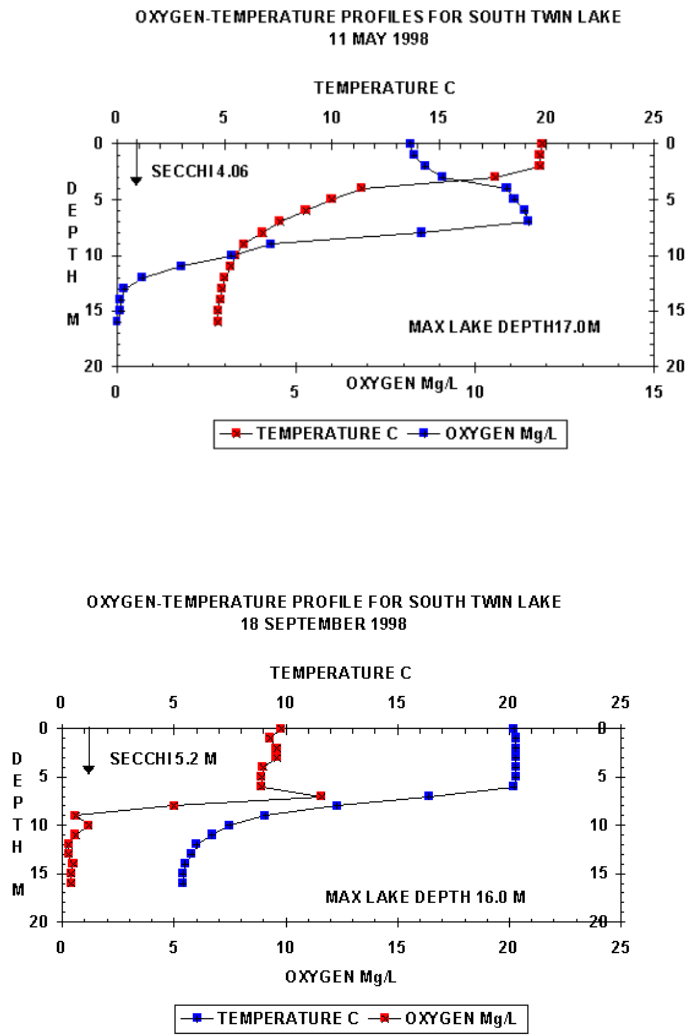 OXYGEN-TEMPERATURE PROFILES FOR SOUTH TWIN LAKE
11 MAY 1998
TEMPERATURE C
0 5 10 15 20 25
0 0
SECCHI 4.06
DEPTH M
5 5
10 10
15 15
MAX LAKE DEPTH17.0M
20 20
OXYGEN Mg/L
0 5 10 15
TEMPERATURE C OXYGEN Mg/L
OXYGEN-TEMPERATURE PROFILE FOR SOUTH TWIN LAKE
18 SEPTEMBER 1998
TEMPERATURE C
0 5 10 15 20 25
0 0
SECCHI 5.2 M
DEPTH M
5 5
10 10
15 15
MAX LAKE DEPTH 16.0 M
20 20
0 5 10 15 20 25
OXYGEN Mg/L
TEMPERATURE C OXYGEN Mg/L